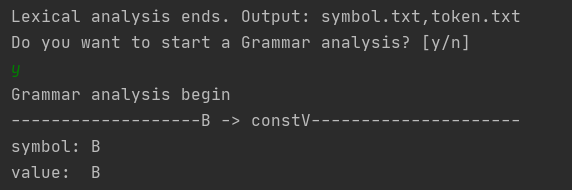 Lexical analysis ends. Output: symbol.txt,token.txt
Do you want to start a Grammar analysis? [y/n]
y
Grammar analysis begin
-------------------B -> constV---------------------
symbol: B
value:  B